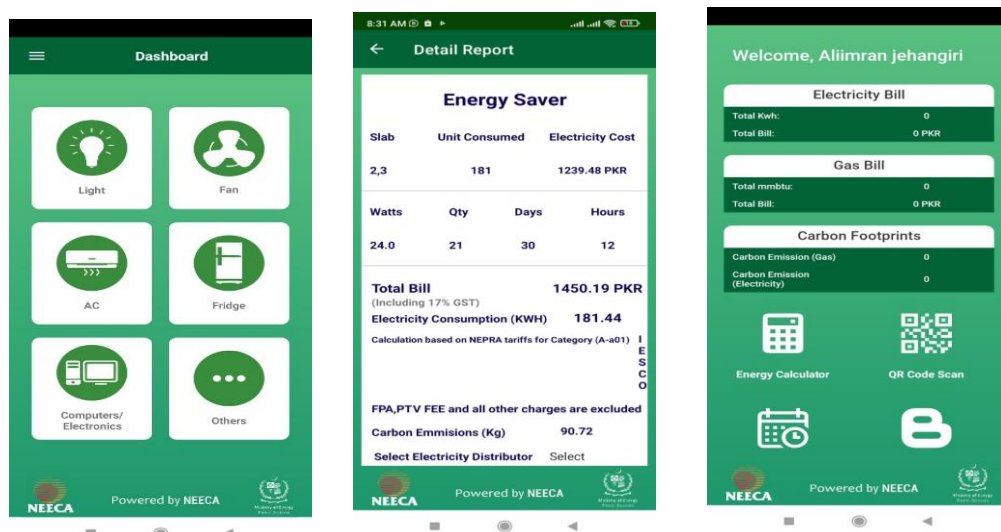 Dashboard
Light
Fan
AC
Fridge
Computers/
Electronics
Others
NEECA
Powered by NEECA
8:31 AM
Detail Report
Energy Saver
Slab Unit Consumed Electricity Cost
2,3 181 1239.48 PKR
Watts Qty Days Hours
24.0 21 30 12
Total Bill 1450.19 PKR
(Including 17% GST)
Electricity Consumption (KWH) 181.44
Calculation based on NEPRA tariffs for Category (A-a01)
IESCO
FPA,PTV FEE and all other charges are excluded
Carbon Emmisions (Kg) 90.72
Select Electricity Distributor Select
NEECA
Powered by NEECA
Welcome, Aliimran jehangiri
Electricity Bill
Total Kwh: 0
Total Bill: 0 PKR
Gas Bill
Total mmbtu: 0
Total Bill: 0 PKR
Carbon Footprints
Carbon Emission (Gas) 0
Carbon Emission
(Electricity) 0
Energy Calculator
QR Code Scan
NEECA
Powered by NEECA